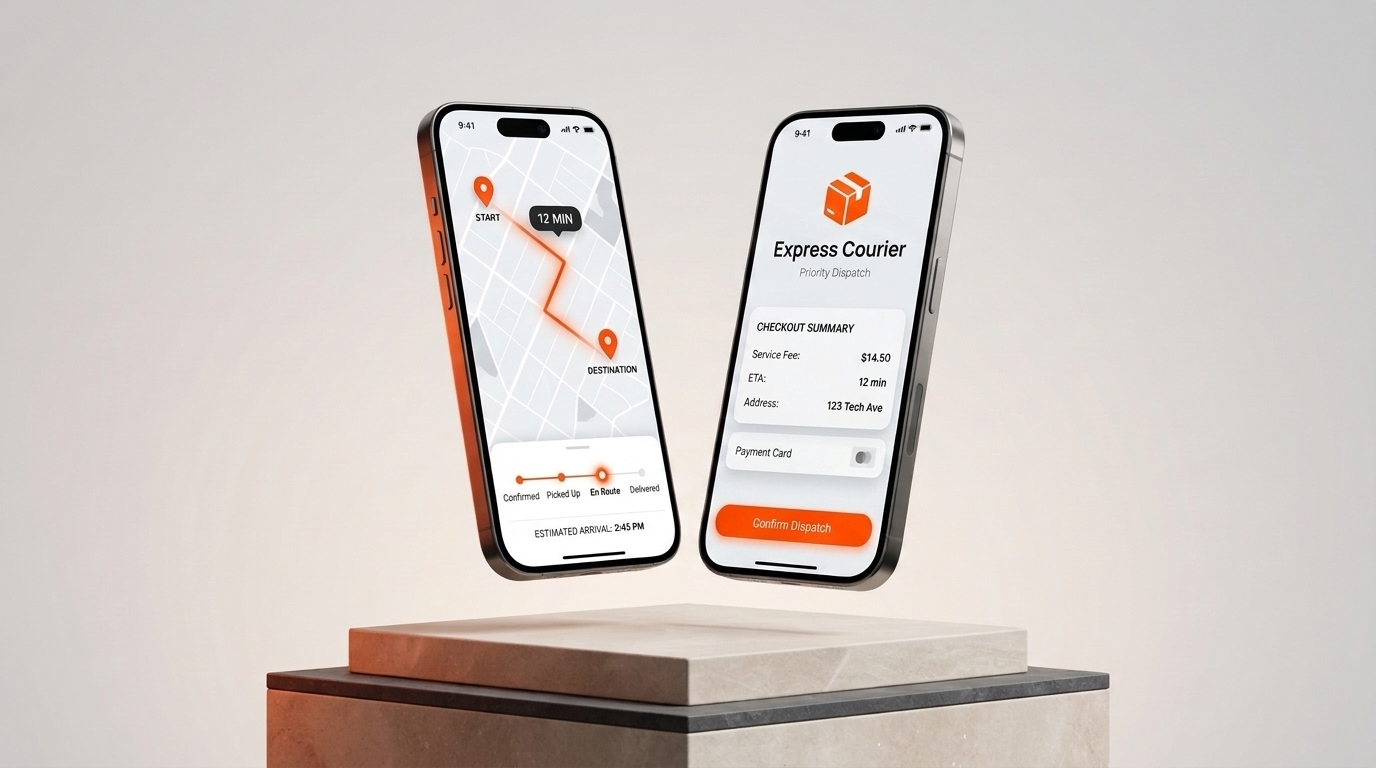 9:41
START
12 MIN
DESTINATION
Confirmed Picked Up En Route Delivered
ESTIMATED ARRIVAL: 2:45 PM
9:41
Express Courier
Priority Dispatch
CHECKOUT SUMMARY
Service Fee: $14.50
ETA: 12 min
Address: 123 Tech Ave
Payment Card
Confirm Dispatch